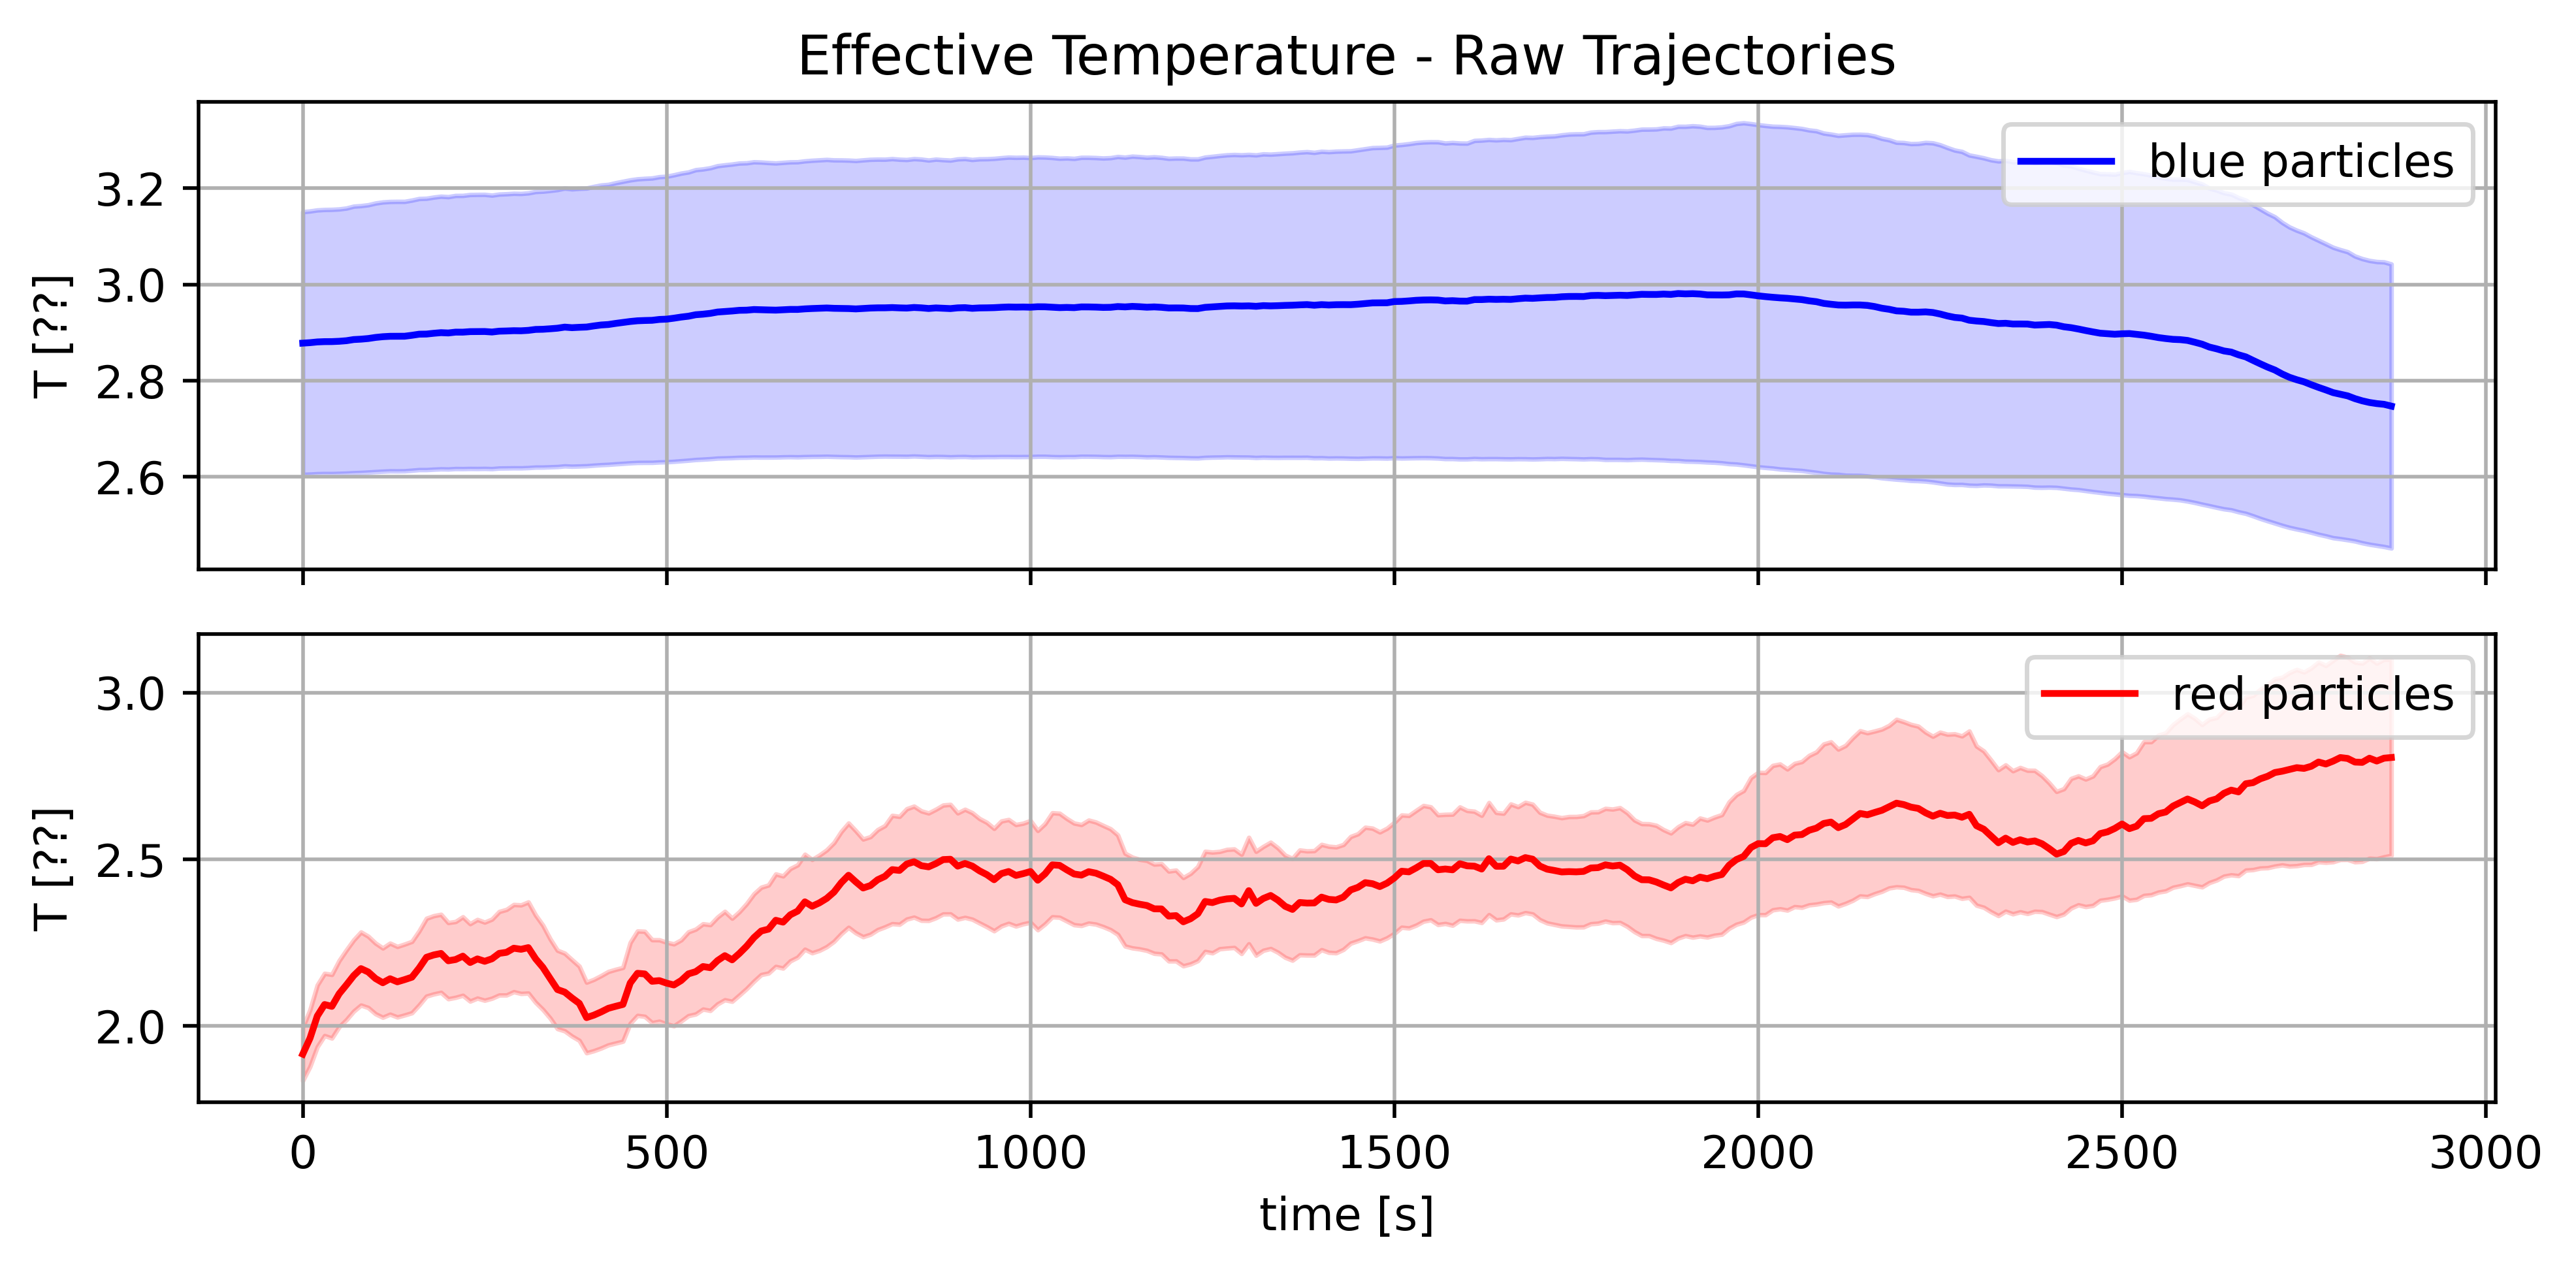 Effective Temperature - Raw Trajectories
T [??]
3.2
3.0
2.8
2.6
blue particles
T [??]
3.0
2.5
2.0
red particles
0 500 1000 1500 2000 2500 3000
time [s]